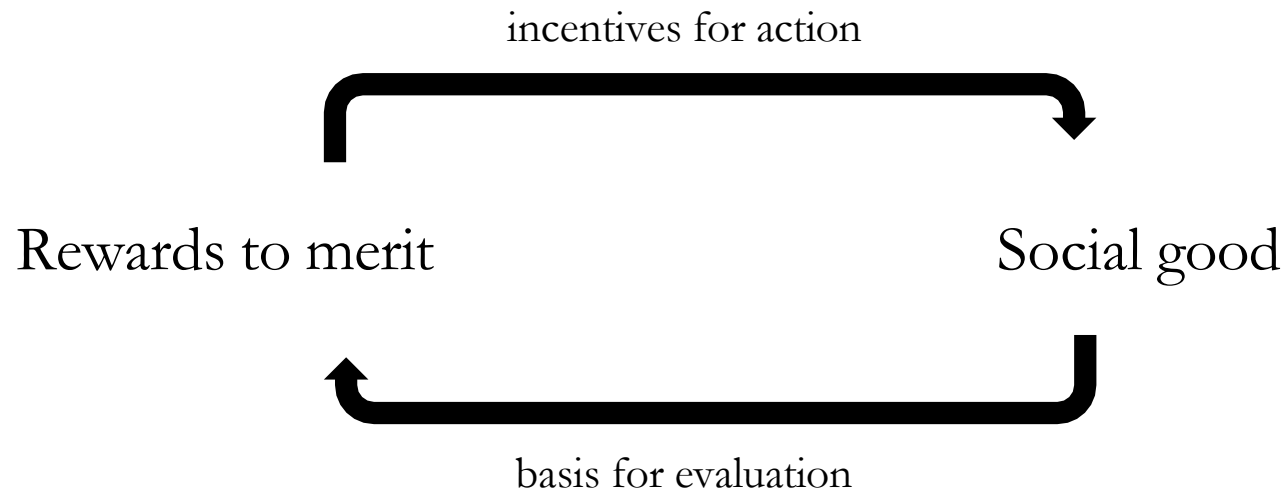 incentives for action
Rewards to merit
Social good
basis for evaluation